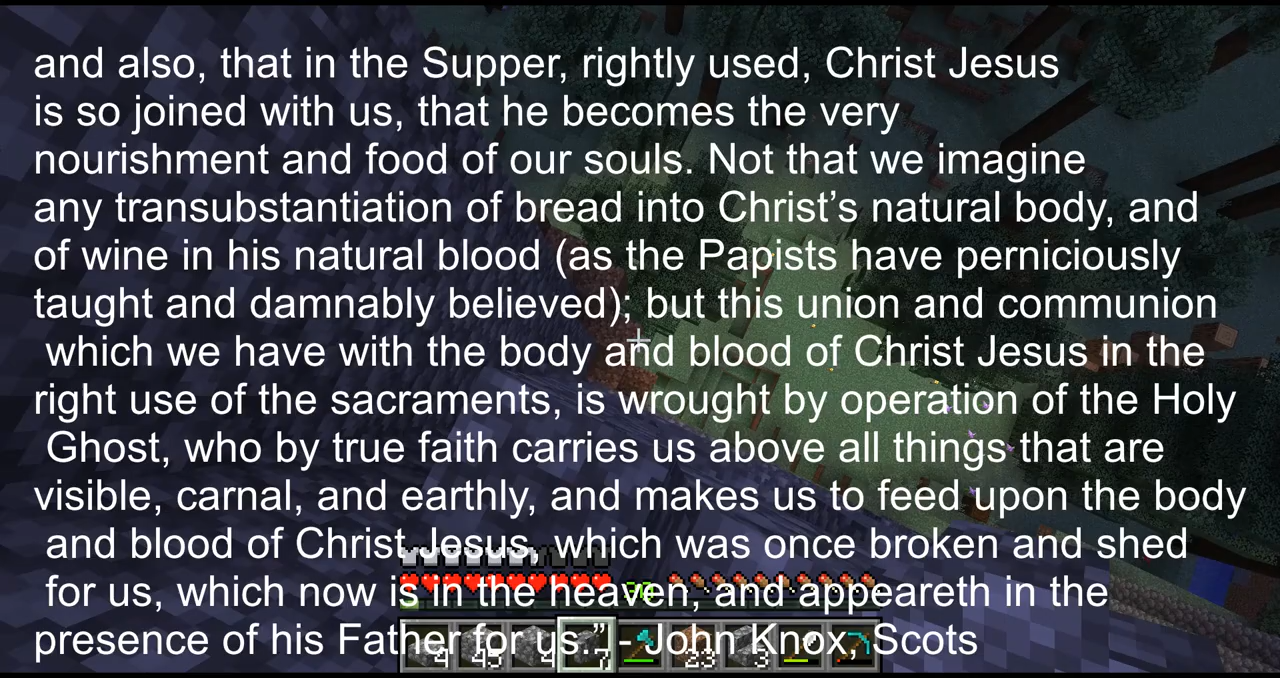 and also, that in the Supper, rightly used, Christ Jesus
is so joined with us, that he becomes the very
nourishment and food of our souls. Not that we imagine
any transubstantiation of bread into Christ’s natural body, and
of wine in his natural blood (as the Papists have perniciously
taught and damnably believed); but this union and communion
which we have with the body and blood of Christ Jesus in the
right use of the sacraments, is wrought by operation of the Holy
Ghost, who by true faith carries us above all things that are
visible, carnal, and earthly, and makes us to feed upon the body
and blood of Christ Jesus, which was once broken and shed
for us, which now is in the heaven, and appeareth in the
presence of his Father for us.” - John Knox, Scots
4 45 4 23 3